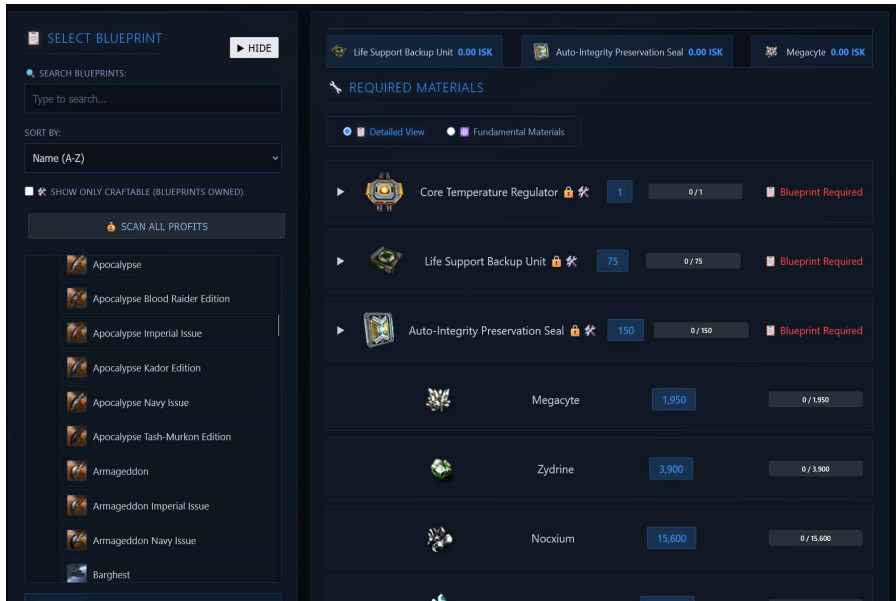 SELECT BLUEPRINT
▶ HIDE
SEARCH BLUEPRINTS:
Type to search...
SORT BY:
Name (A-Z)
SHOW ONLY CRAFTABLE (BLUEPRINTS OWNED)
SCAN ALL PROFITS
Apocalypse
Apocalypse Blood Raider Edition
Apocalypse Imperial Issue
Apocalypse Kador Edition
Apocalypse Navy Issue
Apocalypse Tash-Murkon Edition
Armageddon
Armageddon Imperial Issue
Armageddon Navy Issue
Barghest
Life Support Backup Unit 0.00 ISK
Auto-Integrity Preservation Seal 0.00 ISK
Megacyte 0.00 ISK
REQUIRED MATERIALS
Detailed View
Fundamental Materials
Core Temperature Regulator 1 0 / 1 Blueprint Required
Life Support Backup Unit 75 0 / 75 Blueprint Required
Auto-Integrity Preservation Seal 150 0 / 150 Blueprint Required
Megacyte 1,950 0 / 1,950
Zydrine 3,900 0 / 3,900
Nocxium 15,600 0 / 15,600